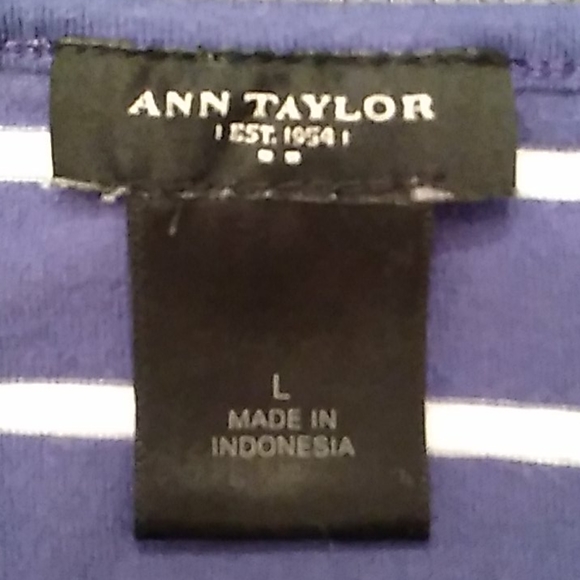 ANN TAYLOR
EST. 1954
L
MADE IN
INDONESIA